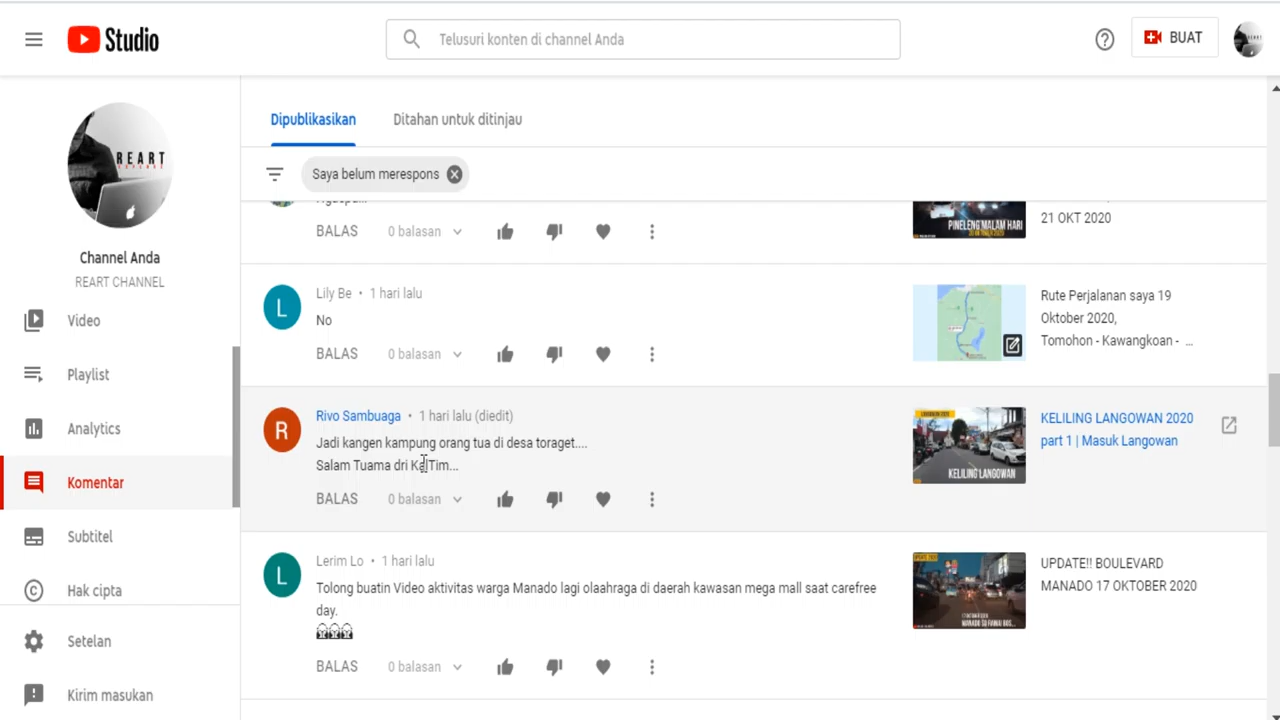 Studio
Telusuri konten di channel Anda
BUAT
REART
Channel Anda
REART CHANNEL
Video
Playlist
Analytics
Komentar
Subtitel
Hak cipta
Setelan
Kirim masukan
Dipublikasikan
Ditahan untuk ditinjau
Saya belum merespons
BALAS 0 balasan
PINELENG MALAM HARI
21 OKT 2020
Lily Be • 1 hari lalu
No
BALAS 0 balasan
Rute Perjalanan saya 19
Oktober 2020,
Tomohon - Kawangkoan - ...
Rivo Sambuaga • 1 hari lalu (diedit)
Jadi kangen kampung orang tua di desa toraget....
Salam Tuama dri KalTim...
BALAS 0 balasan
KELILING LANGOWAN
KELILING LANGOWAN 2020
part 1 | Masuk Langowan
Lerim Lo • 1 hari lalu
Tolong buatin Video aktivitas warga Manado lagi olaahraga di daerah kawasan mega mall saat carefree
day.
BALAS 0 balasan
UPDATE!! BOULEVARD
MANADO 17 OKTOBER 2020